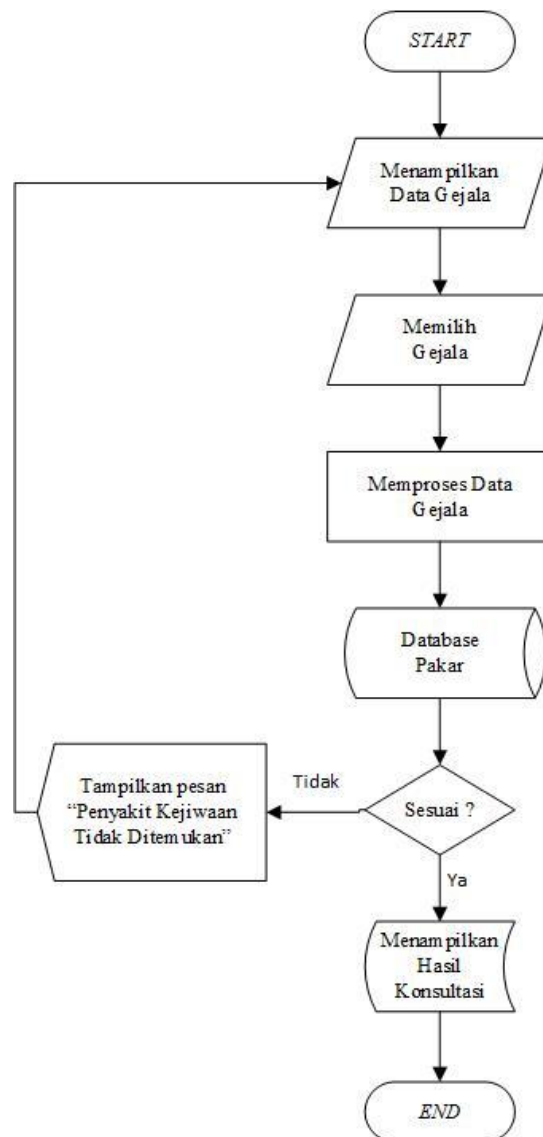 START
Menampilkan
Data Gejala
Memilih
Gejala
Memproses Data
Gejala
Database
Pakar
Sesuai ?
Tidak
Tampilkan pesan
“Penyakit Kejiwaan
Tidak Ditemukan”
Ya
Menampilkan
Hasil
Konsultasi
END